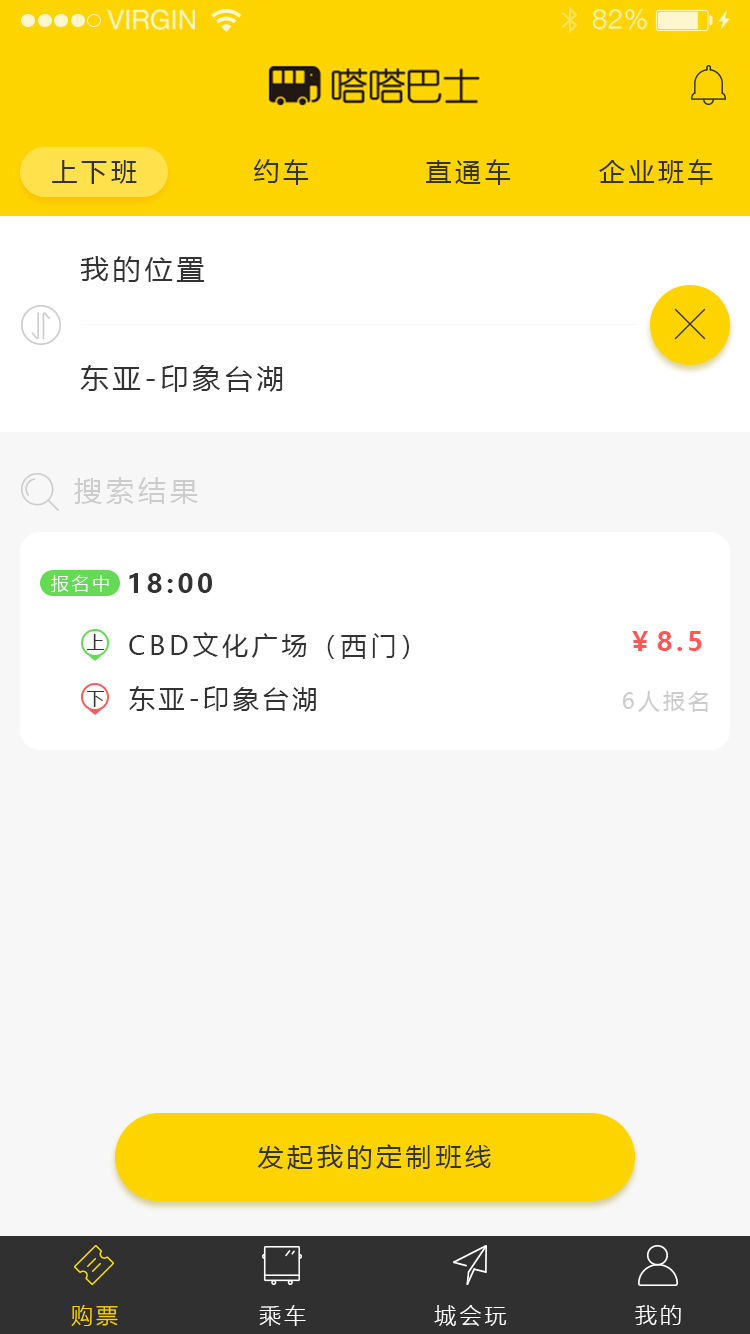 VIRGIN 82%
嗒嗒巴士
上下班 约车 直通车 企业班车
我的位置
东亚-印象台湖
搜索结果
报名中 18:00
上 CBD文化广场（西门） ¥8.5
下 东亚-印象台湖 6人报名
发起我的定制班线
购票 乘车 城会玩 我的